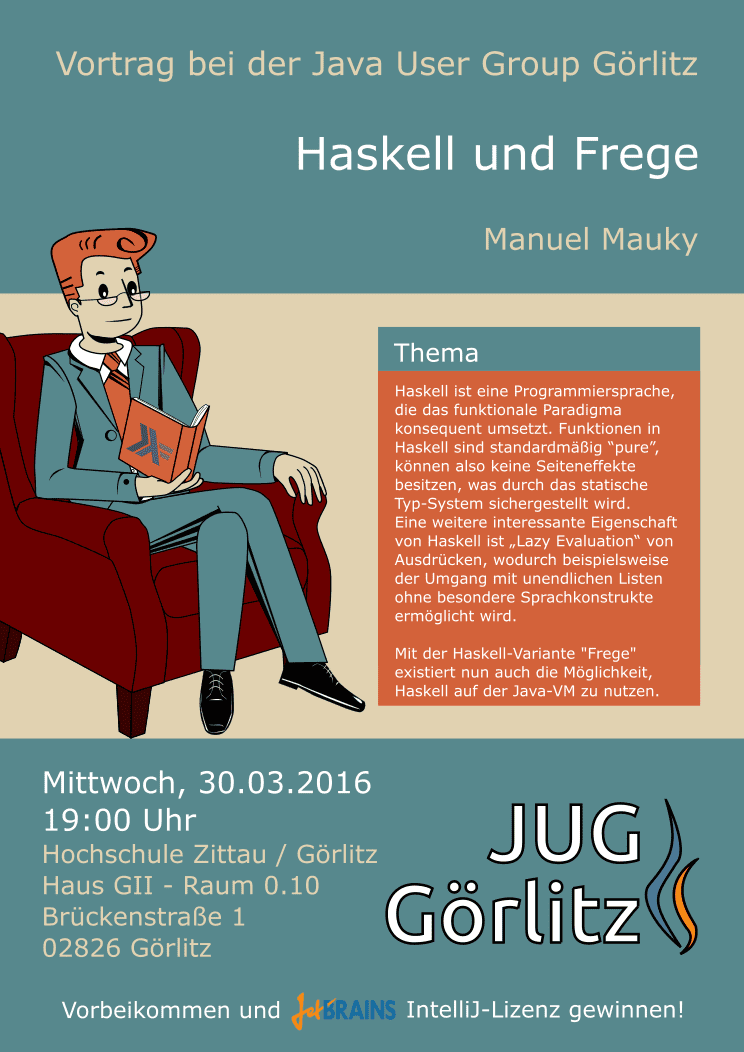 Vortrag bei der Java User Group Görlitz
Haskell und Frege
Manuel Mauky
Thema
Haskell ist eine Programmiersprache,
die das funktionale Paradigma
konsequent umsetzt. Funktionen in
Haskell sind standardmäßig “pure”,
können also keine Seiteneffekte
besitzen, was durch das statische
Typ-System sichergestellt wird.
Eine weitere interessante Eigenschaft
von Haskell ist „Lazy Evaluation“ von
Ausdrücken, wodurch beispielsweise
der Umgang mit unendlichen Listen
ohne besondere Sprachkonstrukte
ermöglicht wird.
Mit der Haskell-Variante "Frege"
existiert nun auch die Möglichkeit,
Haskell auf der Java-VM zu nutzen.
Mittwoch, 30.03.2016
19:00 Uhr
Hochschule Zittau / Görlitz
Haus GII - Raum 0.10
Brückenstraße 1
02826 Görlitz
JUG
Görlitz
Vorbeikommen und JetBRAINS IntelliJ-Lizenz gewinnen!